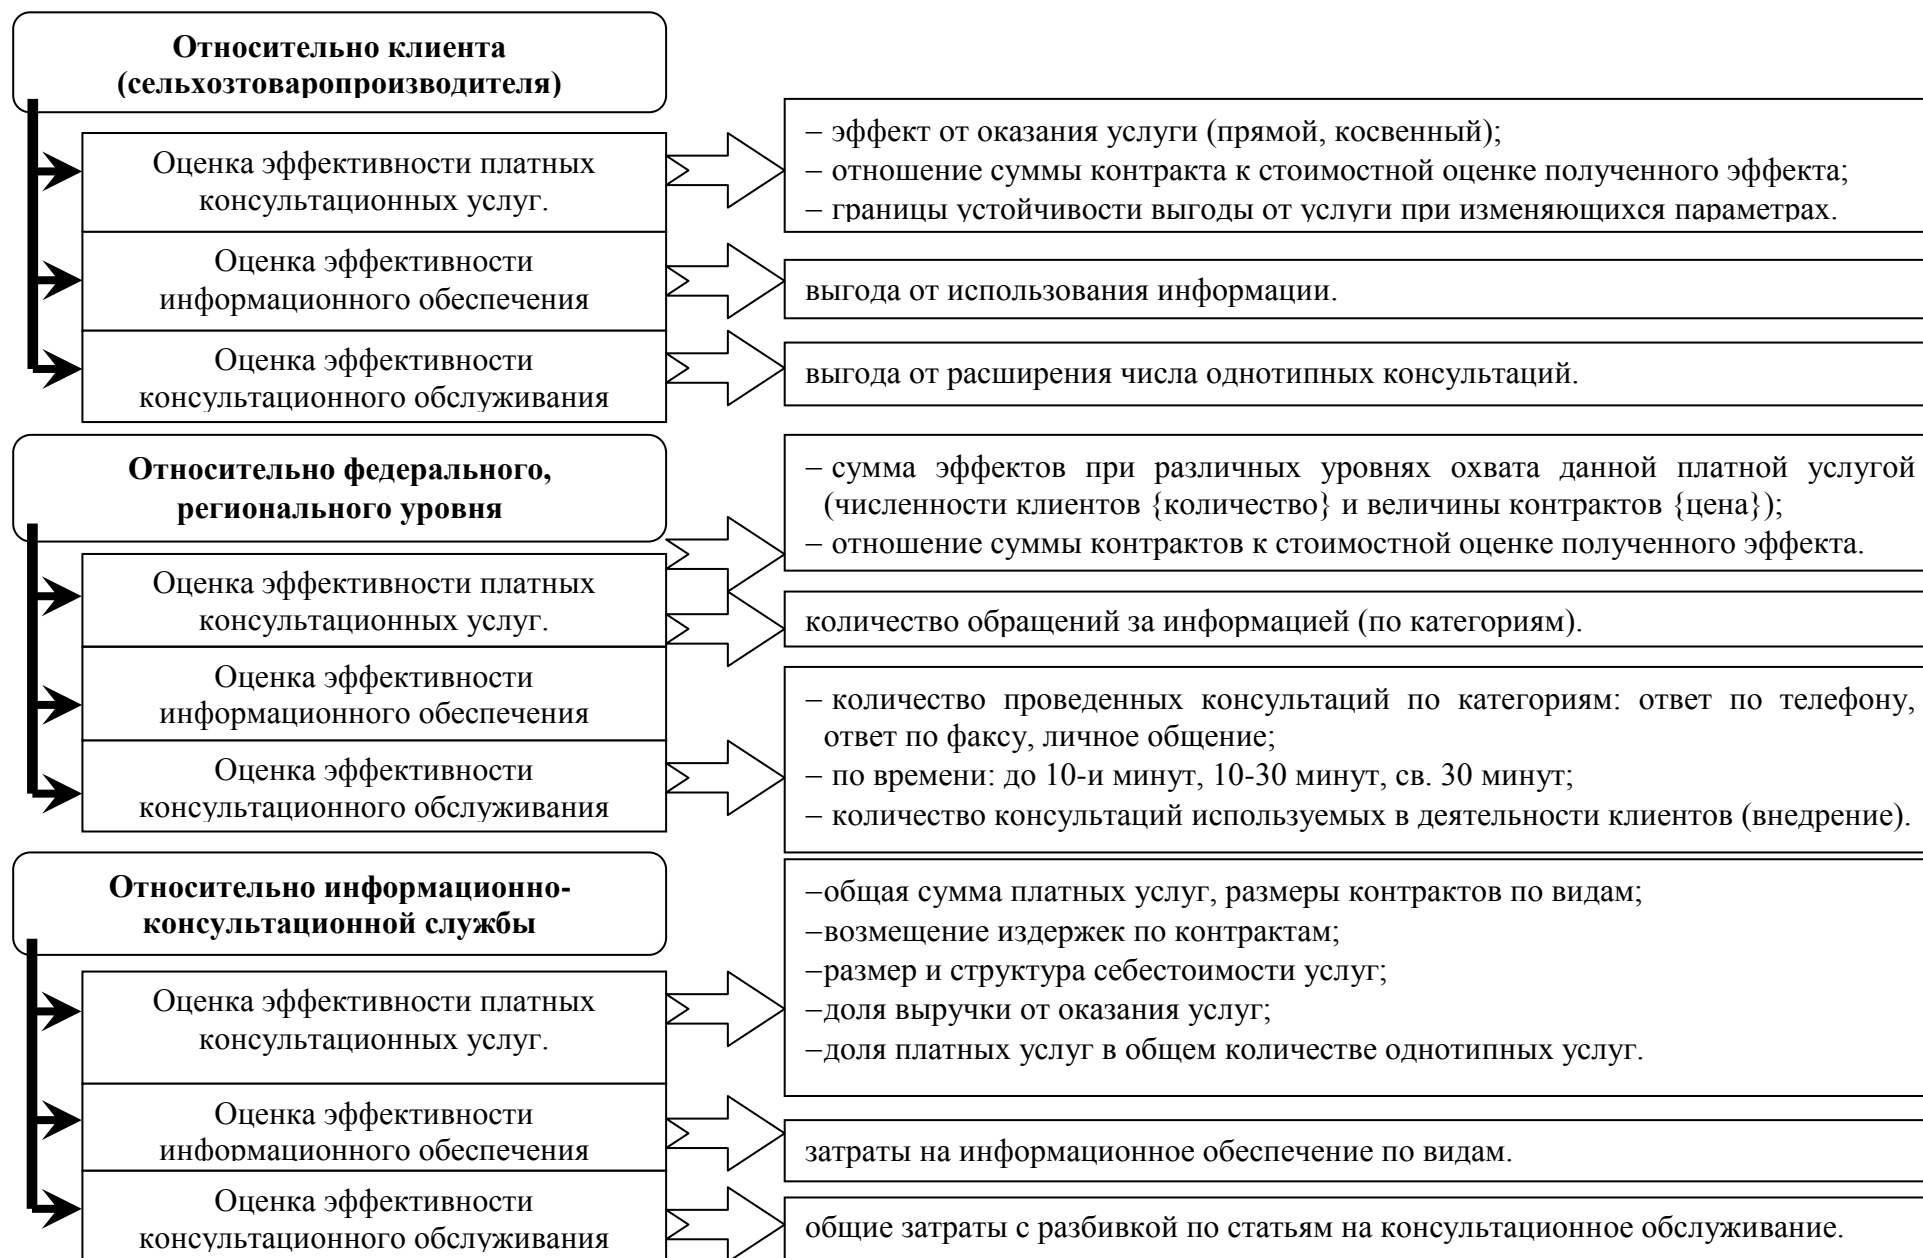 Относительно клиента
(сельхозтоваропроизводителя)
Оценка эффективности платных
консультационных услуг.
– эффект от оказания услуги (прямой, косвенный);
– отношение суммы контракта к стоимостной оценке полученного эффекта;
– границы устойчивости выгоды от услуги при изменяющихся параметрах.
Оценка эффективности
информационного обеспечения
выгода от использования информации.
Оценка эффективности
консультационного обслуживания
выгода от расширения числа однотипных консультаций.
Относительно федерального,
регионального уровня
– сумма эффектов при различных уровнях охвата данной платной услугой
(численности клиентов {количество} и величины контрактов {цена});
– отношение суммы контрактов к стоимостной оценке полученного эффекта.
Оценка эффективности платных
консультационных услуг.
количество обращений за информацией (по категориям).
Оценка эффективности
информационного обеспечения
– количество проведенных консультаций по категориям: ответ по телефону,
ответ по факсу, личное общение;
– по времени: до 10-и минут, 10-30 минут, св. 30 минут;
– количество консультаций используемых в деятельности клиентов (внедрение).
Оценка эффективности
консультационного обслуживания
Относительно информационно-
консультационной службы
–общая сумма платных услуг, размеры контрактов по видам;
–возмещение издержек по контрактам;
–размер и структура себестоимости услуг;
–доля выручки от оказания услуг;
–доля платных услуг в общем количестве однотипных услуг.
Оценка эффективности платных
консультационных услуг.
Оценка эффективности
информационного обеспечения
затраты на информационное обеспечение по видам.
Оценка эффективности
консультационного обслуживания
общие затраты с разбивкой по статьям на консультационное обслуживание.